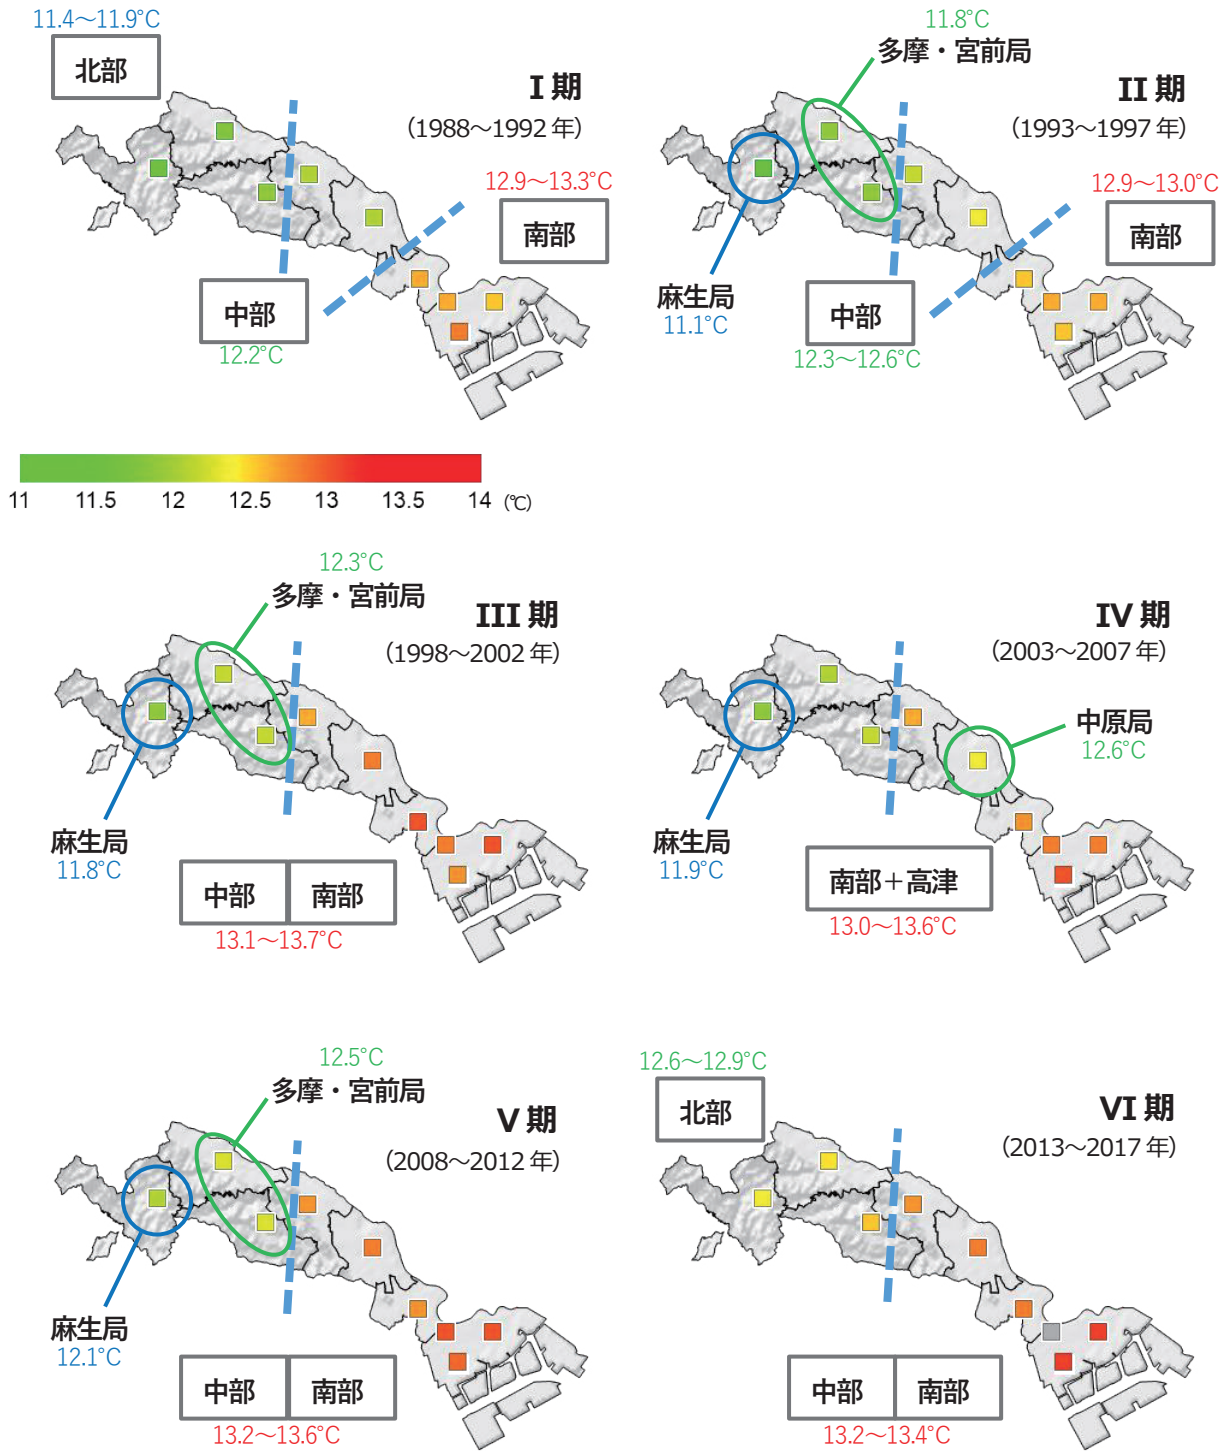 11.4～11.9°C
北部
I 期
（1988～1992 年）
12.9～13.3°C
南部
中部
12.2°C
11.8°C
多摩・宮前局
II 期
（1993～1997 年）
12.9～13.0°C
南部
麻生局
11.1°C
中部
12.3～12.6°C
11 11.5 12 12.5 13 13.5 14 (℃)
12.3°C
多摩・宮前局
III 期
（1998～2002 年）
麻生局
11.8°C
中部 南部
13.1～13.7°C
IV 期
（2003～2007 年）
中原局
12.6°C
麻生局
11.9°C
南部＋高津
13.0～13.6°C
12.5°C
多摩・宮前局
V 期
（2008～2012 年）
麻生局
12.1°C
中部 南部
13.2～13.6°C
12.6～12.9°C
北部
VI 期
（2013～2017 年）
中部 南部
13.2～13.4°C